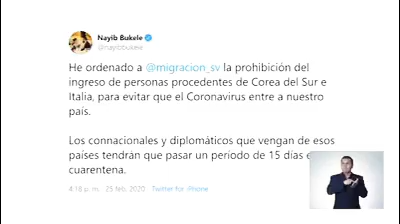 Nayib Bukele
@nayibbukele
He ordenado a @migracion_sv la prohibición del
ingreso de personas procedentes de Corea del Sur e
Italia, para evitar que el Coronavirus entre a nuestro
país.
Los connacionales y diplomáticos que vengan de esos
países tendrán que pasar un período de 15 días
cuarentena.
4:18 p. m. · 25 feb. 2020 Twitter for iPhone